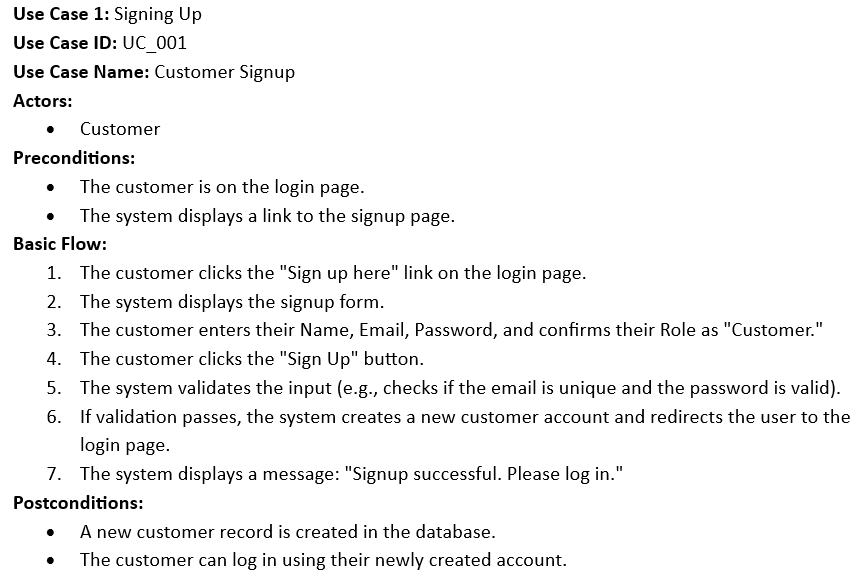 Use Case 1: Signing Up
Use Case ID: UC_001
Use Case Name: Customer Signup
Actors:
• Customer
Preconditions:
• The customer is on the login page.
• The system displays a link to the signup page.
Basic Flow:
1. The customer clicks the "Sign up here" link on the login page.
2. The system displays the signup form.
3. The customer enters their Name, Email, Password, and confirms their Role as "Customer."
4. The customer clicks the "Sign Up" button.
5. The system validates the input (e.g., checks if the email is unique and the password is valid).
6. If validation passes, the system creates a new customer account and redirects the user to the
login page.
7. The system displays a message: "Signup successful. Please log in."
Postconditions:
• A new customer record is created in the database.
• The customer can log in using their newly created account.